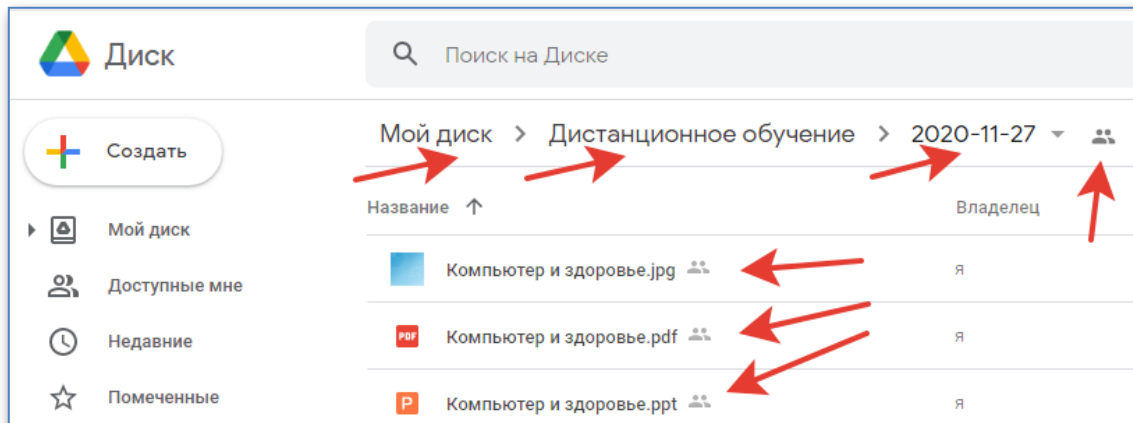 Диск
Поиск на Диске
Мой диск > Дистанционное обучение > 2020-11-27
Создать
Название Владелец
Мой диск
Компьютер и здоровье.jpg я
Доступные мне
PDF Компьютер и здоровье.pdf я
Недавние
P Компьютер и здоровье.ppt я
Помеченные